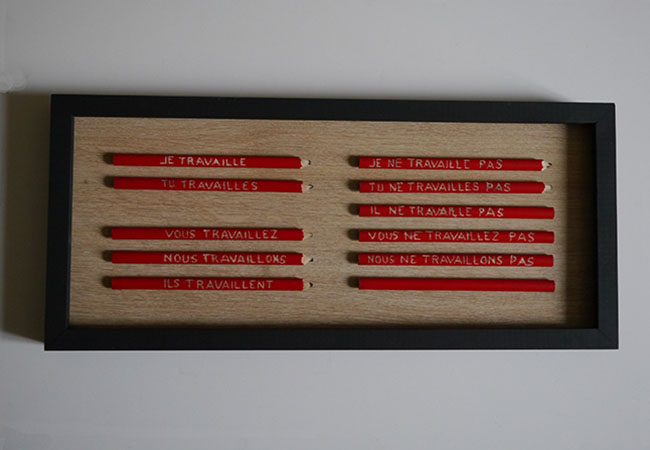 JE TRAVAILLE
TU TRAVAILLES
VOUS TRAVAILLEZ
NOUS TRAVAILLONS
ILS TRAVAILLENT
JE NE TRAVAILLE PAS
TU NE TRAVAILLES PAS
IL NE TRAVAILLE PAS
VOUS NE TRAVAILLEZ PAS
NOUS NE TRAVAILLONS PAS